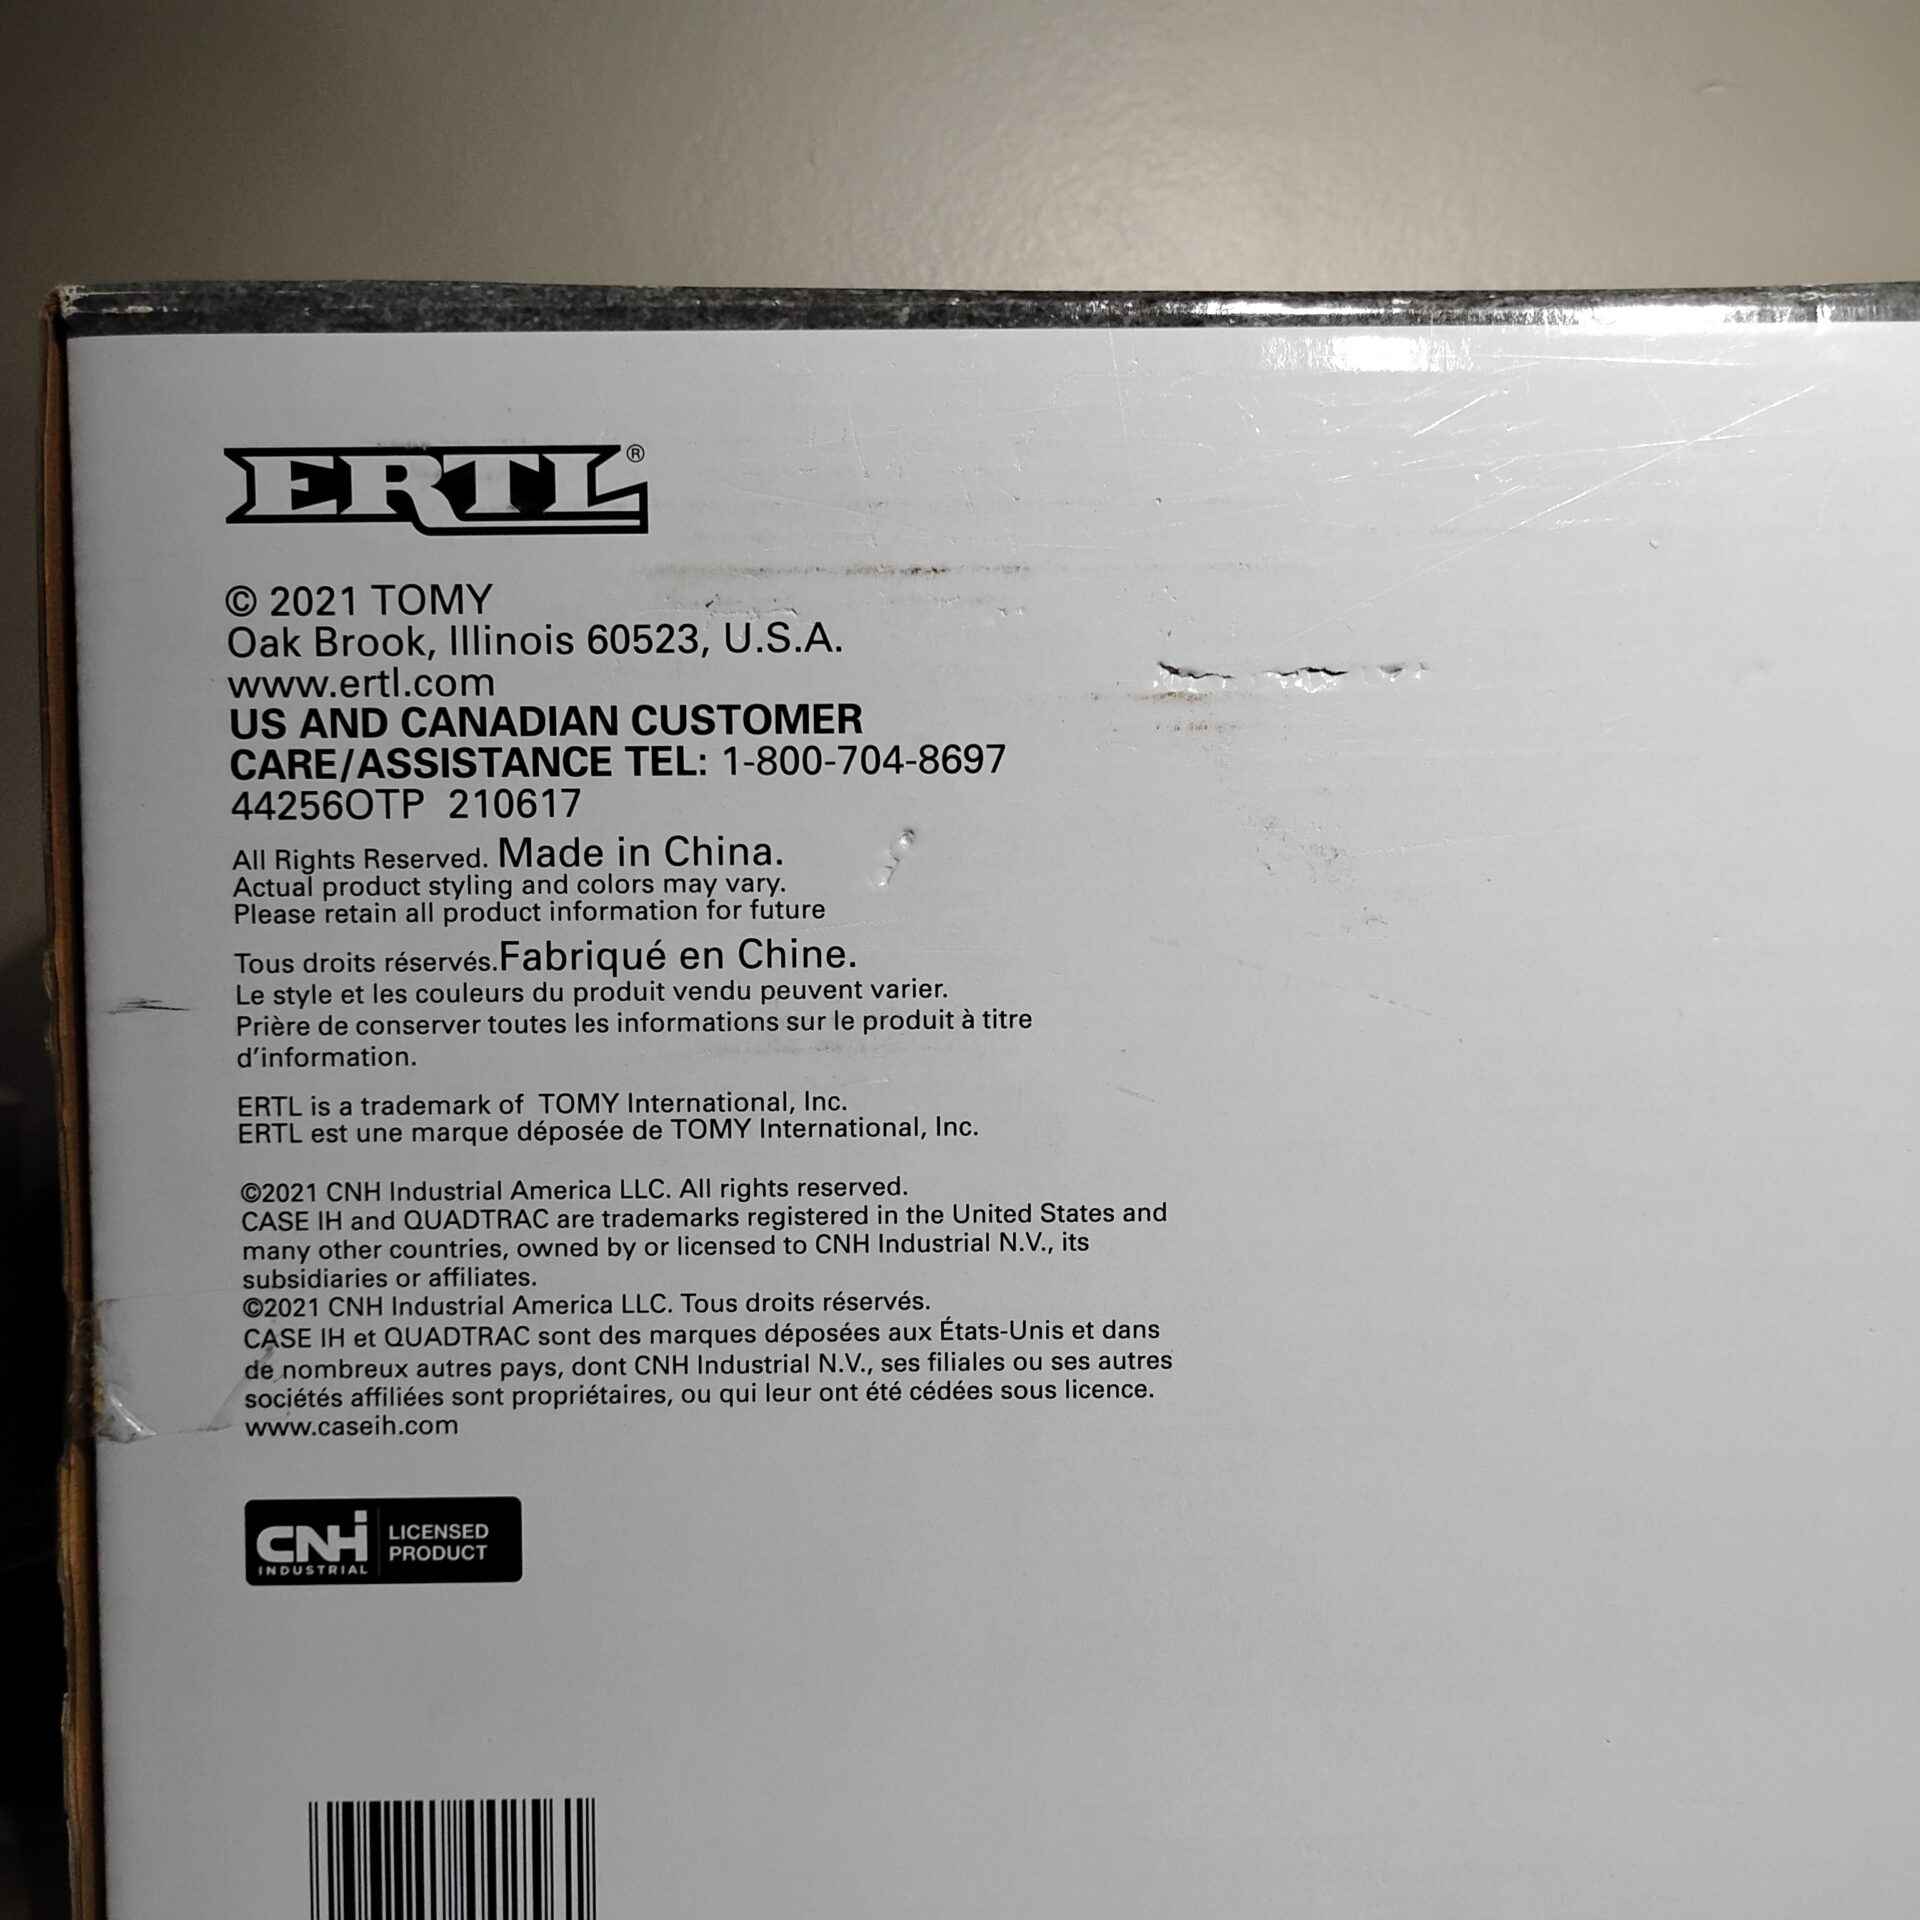 ERTL®
© 2021 TOMY
Oak Brook, Illinois 60523, U.S.A.
www.ertl.com
US AND CANADIAN CUSTOMER
CARE/ASSISTANCE TEL: 1-800-704-8697
44256OTP 210617
All Rights Reserved. Made in China.
Actual product styling and colors may vary.
Please retain all product information for future
Tous droits réservés.Fabriqué en Chine.
Le style et les couleurs du produit vendu peuvent varier.
Prière de conserver toutes les informations sur le produit à titre
d'information.
ERTL is a trademark of TOMY International, Inc.
ERTL est une marque déposée de TOMY International, Inc.
©2021 CNH Industrial America LLC. All rights reserved.
CASE IH and QUADTRAC are trademarks registered in the United States and
many other countries, owned by or licensed to CNH Industrial N.V., its
subsidiaries or affiliates.
©2021 CNH Industrial America LLC. Tous droits réservés.
CASE IH et QUADTRAC sont des marques déposées aux États-Unis et dans
de nombreux autres pays, dont CNH Industrial N.V., ses filiales ou ses autres
sociétés affiliées sont propriétaires, ou qui leur ont été cédées sous licence.
www.caseih.com
CNH INDUSTRIAL
LICENSED
PRODUCT